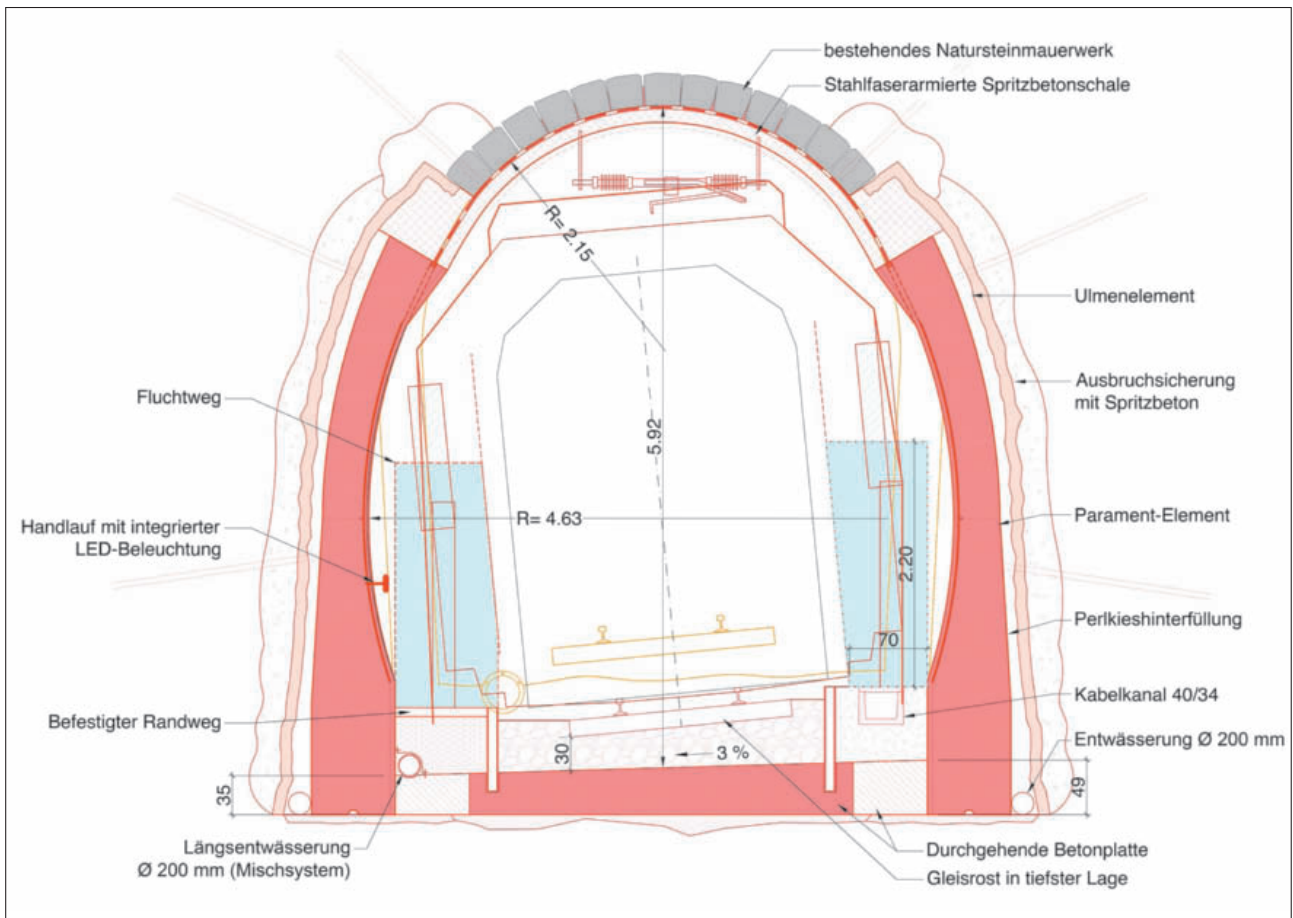 bestehendes Natursteinmauerwerk
Stahlfaserarmierte Spritzbetonschale
R= 2.15
Ulmenelement
Ausbruchsicherung
mit Spritzbeton
Fluchtweg
5.92
Handlauf mit integrierter
LED-Beleuchtung
R= 4.63
Parament-Element
2.20
Perlkieshinterfüllung
70
Kabelkanal 40/34
Befestigter Randweg
Entwässerung Ø 200 mm
30
3 %
35
49
Längsentwässerung
Ø 200 mm (Mischsystem)
Durchgehende Betonplatte
Gleisrost in tiefster Lage